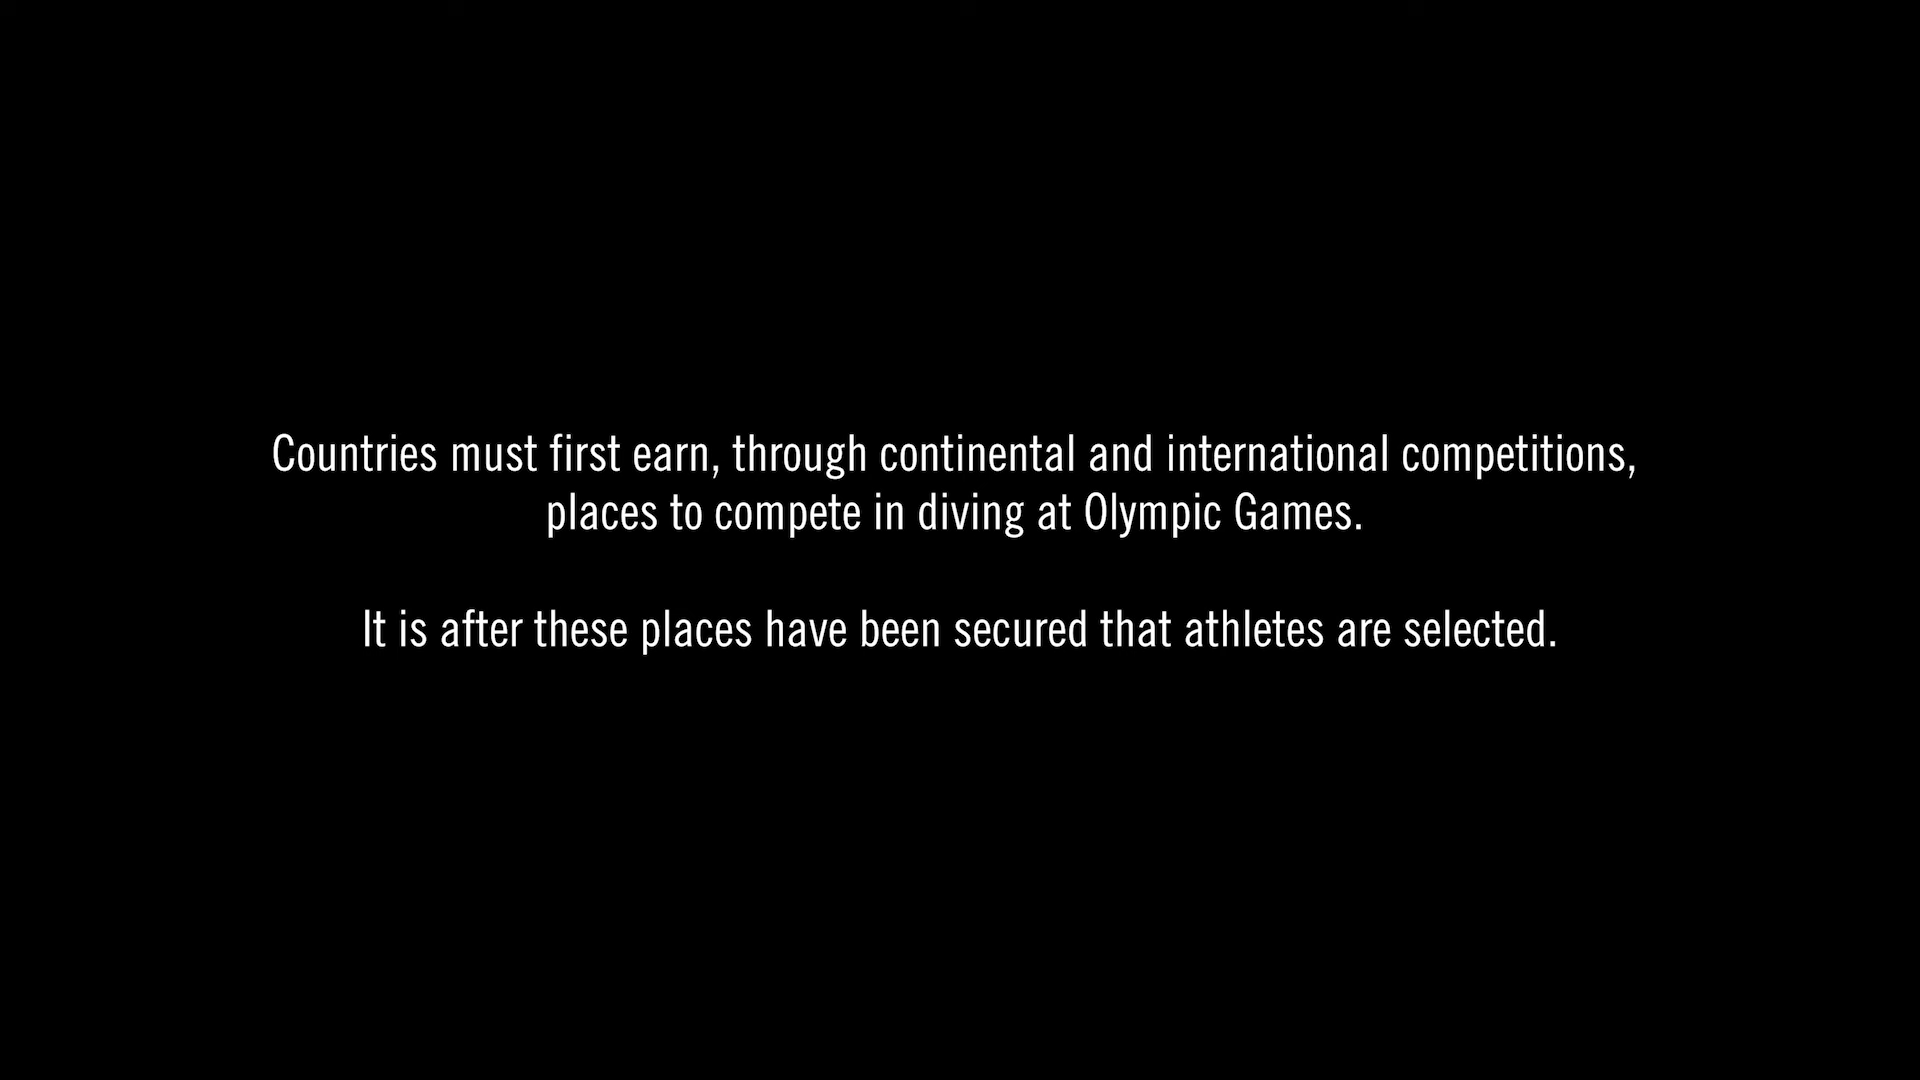 Countries must first earn, through continental and international competitions,
places to compete in diving at Olympic Games.
It is after these places have been secured that athletes are selected.